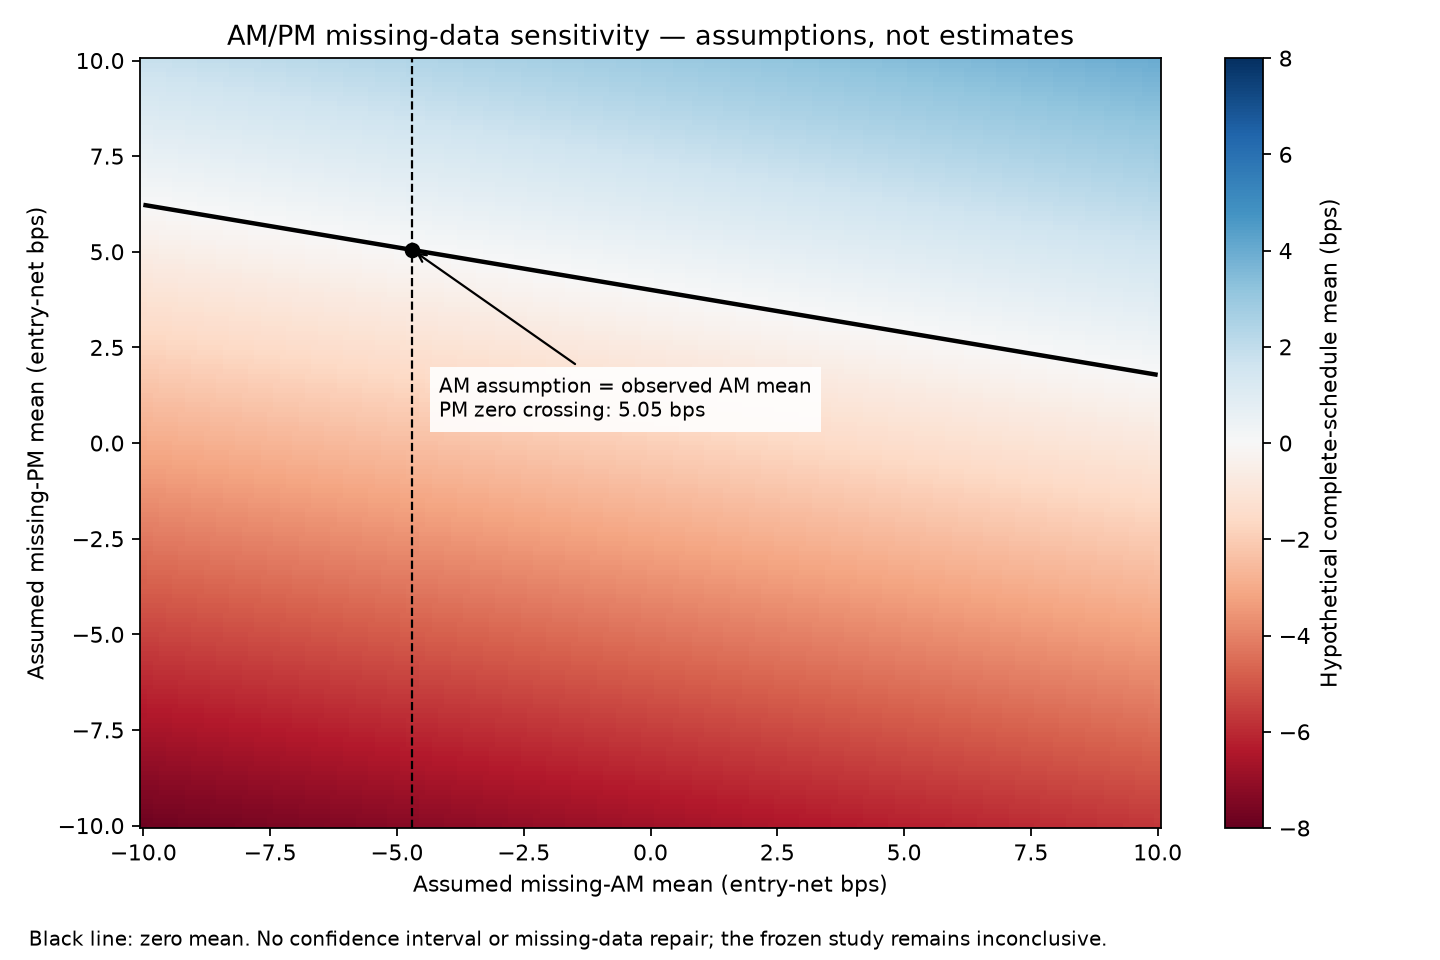 AM/PM missing-data sensitivity — assumptions, not estimates
10.0
7.5
5.0
2.5
0.0
−2.5
−5.0
−7.5
−10.0
Assumed missing-PM mean (entry-net bps)
AM assumption = observed AM mean
PM zero crossing: 5.05 bps
−10.0 −7.5 −5.0 −2.5 0.0 2.5 5.0 7.5 10.0
Assumed missing-AM mean (entry-net bps)
8
6
4
2
0
−2
−4
−6
−8
Hypothetical complete-schedule mean (bps)
Black line: zero mean. No confidence interval or missing-data repair; the frozen study remains inconclusive.